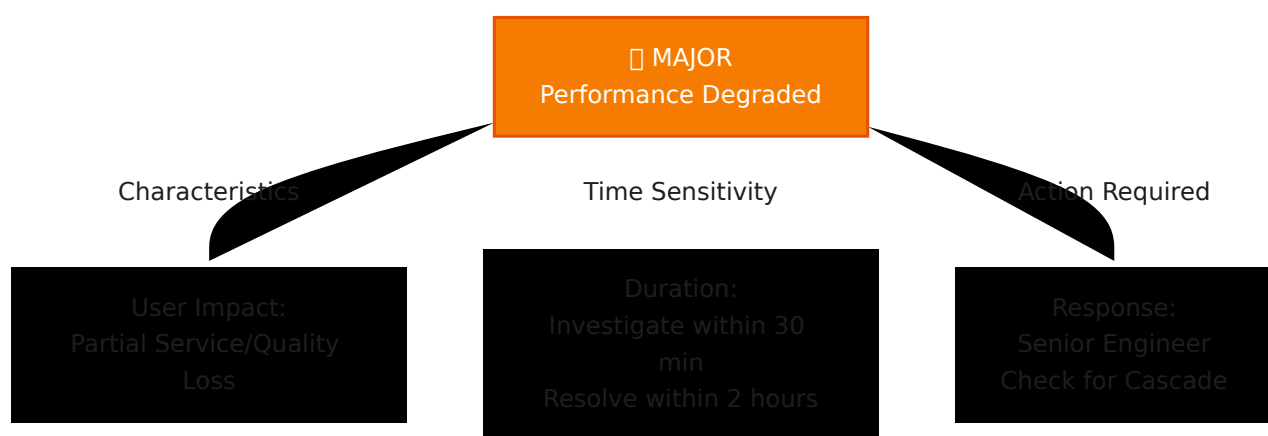 MAJOR
Performance Degraded
Characteristics
Time Sensitivity
Action Required
User Impact:
Partial Service/Quality
Loss
Duration:
Investigate within 30
min
Resolve within 2 hours
Response:
Senior Engineer
Check for Cascade